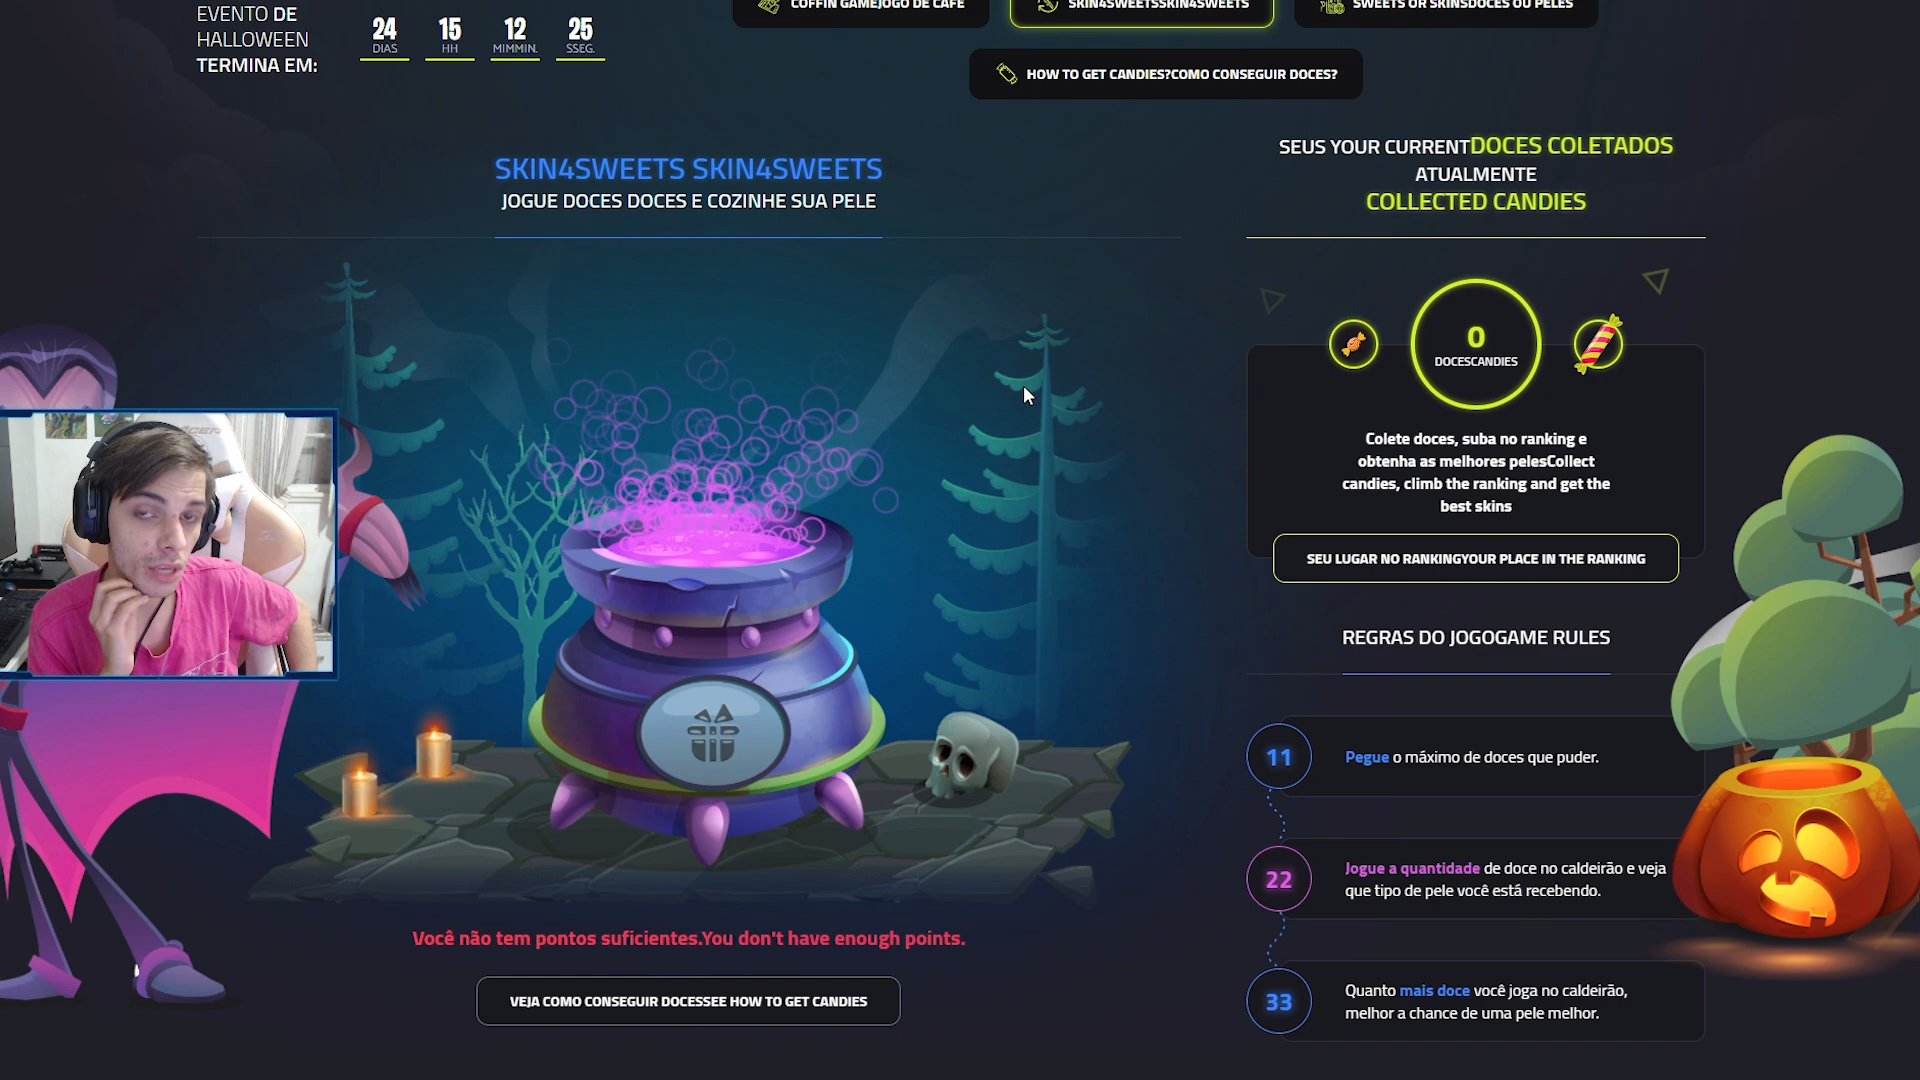 EVENTO DE
HALLOWEEN
TERMINA EM:
24 15 12 25
DIAS HH MIMMIN. SSEG.
COFFIN GAMEJOGO DE CAFÉ
SKIN4SWEETSSKIN4SWEETS
SWEETS OR SKINSDOCES OU PELES
HOW TO GET CANDIES?COMO CONSEGUIR DOCES?
SKIN4SWEETS SKIN4SWEETS
JOGUE DOCES DOCES E COZINHE SUA PELE
Você não tem pontos suficientes.You don't have enough points.
VEJA COMO CONSEGUIR DOCESSEE HOW TO GET CANDIES
SEUS YOUR CURRENTDOCES COLETADOS
ATUALMENTE
COLLECTED CANDIES
0
DOCESCANDIES
Colete doces, suba no ranking e
obtenha as melhores pelesCollect
candies, climb the ranking and get the
best skins
SEU LUGAR NO RANKINGYOUR PLACE IN THE RANKING
REGRAS DO JOGOGAME RULES
11
Pegue o máximo de doces que puder.
22
Jogue a quantidade de doce no caldeirão e veja
que tipo de pele você está recebendo.
33
Quanto mais doce você joga no caldeirão,
melhor a chance de uma pele melhor.